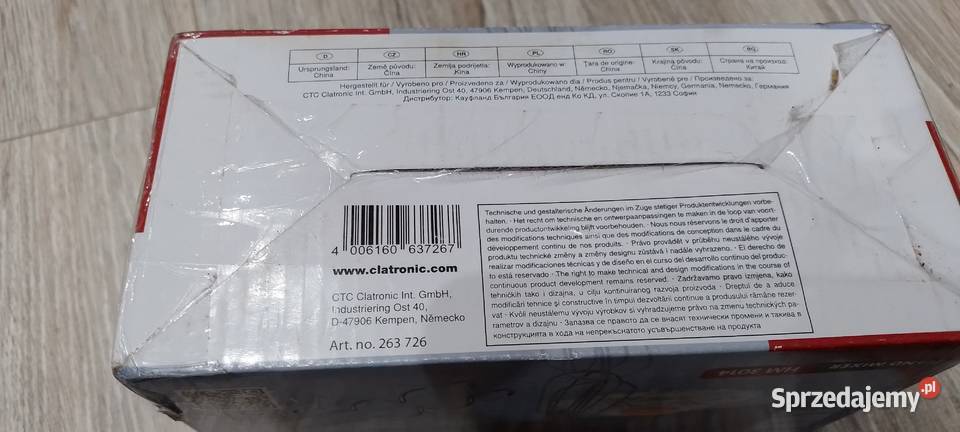 D CZ HR PL RO SK BG
Ursprungsland: Země původu: Zemlja podrijetla: Wyprodukowano w Țara de origine: Krajina pôvodu: Страна на произход:
China Čína Kina Chiny China Čína Китай
Hergestellt für / Vyrobeno pro / Proizvedeno za / Wyprodukowano dla / Produs pentru / Vyrobené pre / Произведено за:
CTC Clatronic Int. GmbH, Industriering Ost 40, 47906 Kempen, Deutschland, Německo, Njemačka, Niemcy, Germania, Nemecko, Германия
Дистрибутор: Кауфланд България ЕООД енд Ко КД, ул. Скопие 1А, 1233 София
4 006160 637267
www.clatronic.com
CTC Clatronic Int. GmbH,
Industriering Ost 40,
D-47906 Kempen, Německo
Art. no. 263 726
Technische und gestalterische Änderungen im Zuge stetiger Produktentwicklungen vorbe-
halten. · Het recht om technische en ontwerpaanpassingen te maken in de loop van voort-
durende productontwikkeling blijft voorbehouden. · Nous nous réservons le droit d'apporter
des modifications techniques ainsi que des modifications de conception dans le cadre du
développement continu de nos produits. · Právo provádět v průběhu neustálého vývoje
produktu technické změny a změny designu zůstává i nadále vyhrazeno. · El derecho de
realizar modificaciones técnicas y de diseño en el curso del desarrollo continuo del produc-
to está reservado · The right to make technical and design modifications in the course of
continuous product development remains reserved. · Zadržavamo pravo izmjena, kako
tehničkih tako i dizajna, u cilju kontinuiranog razvoja proizvoda · Dreptul de a aduce
modificări tehnice şi constructive în timpul dezvoltării continue a produsului rămâne rezer-
vat · Kvôli neustálemu vývoju výrobkov si vyhradzujeme právo na zmenu technických pa-
rametrov a dizajnu · Запазва се правото да се внасят технически промени и такива в
конструкцията в хода на непрекъснатото усъвършенстване на продукта
HM 3014
MIXER
Sprzedajemy.pl